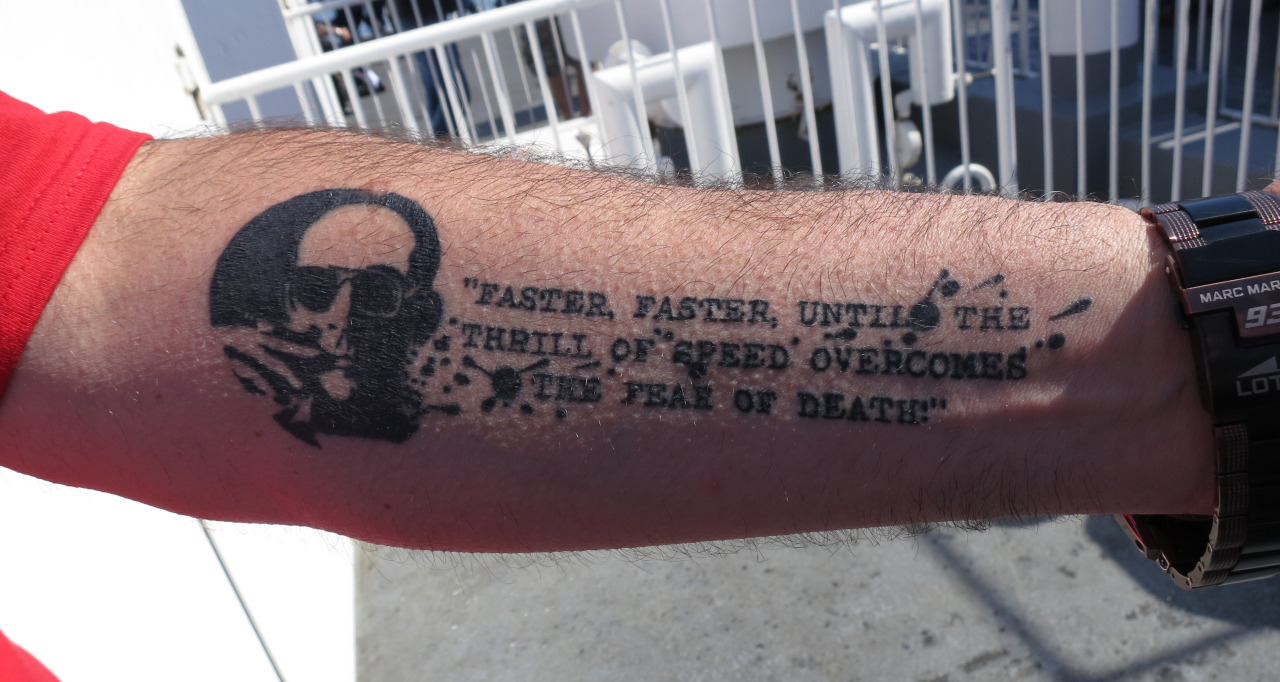 "FASTER, FASTER, UNTIL THE
THRILL OF SPEED OVERCOMES
THE FEAR OF DEATH."
MARC MAR
93
LOT